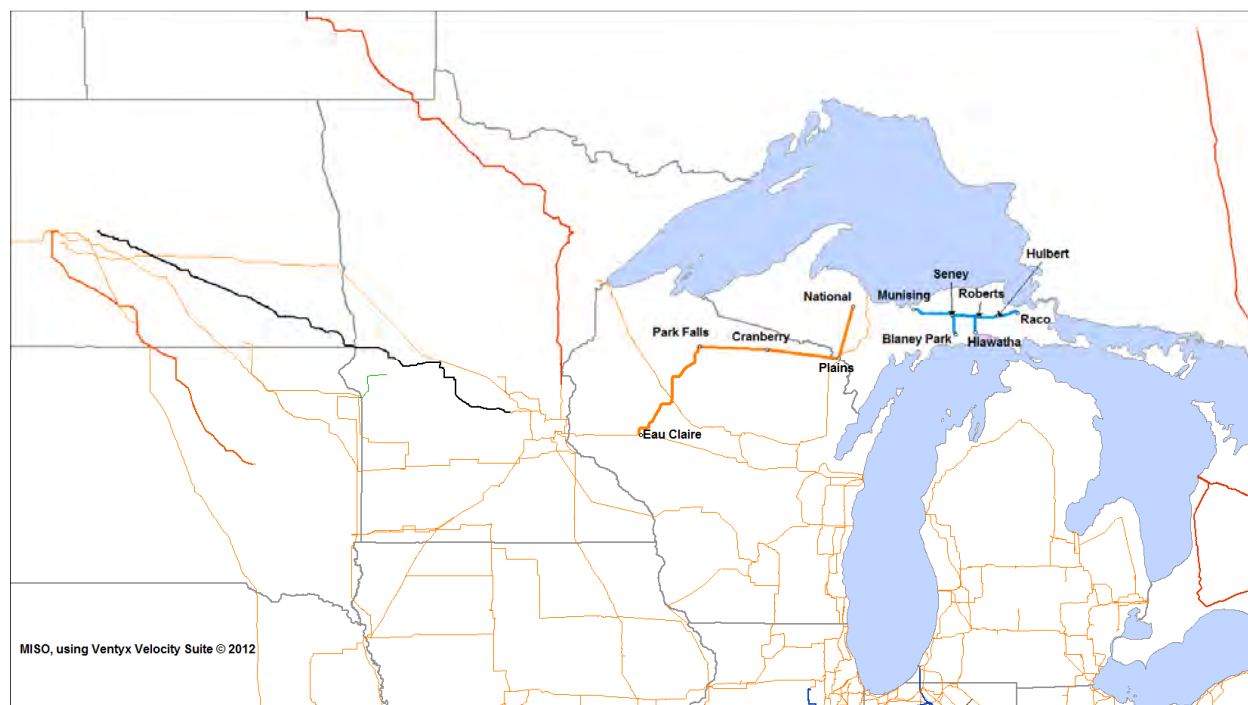 Hulbert
Seney
Roberts
National
Munising
Raco
Park Falls
Cranberry
Blaney Park
Hiawatha
Plains
Eau Claire
MISO, using Ventyx Velocity Suite © 2012